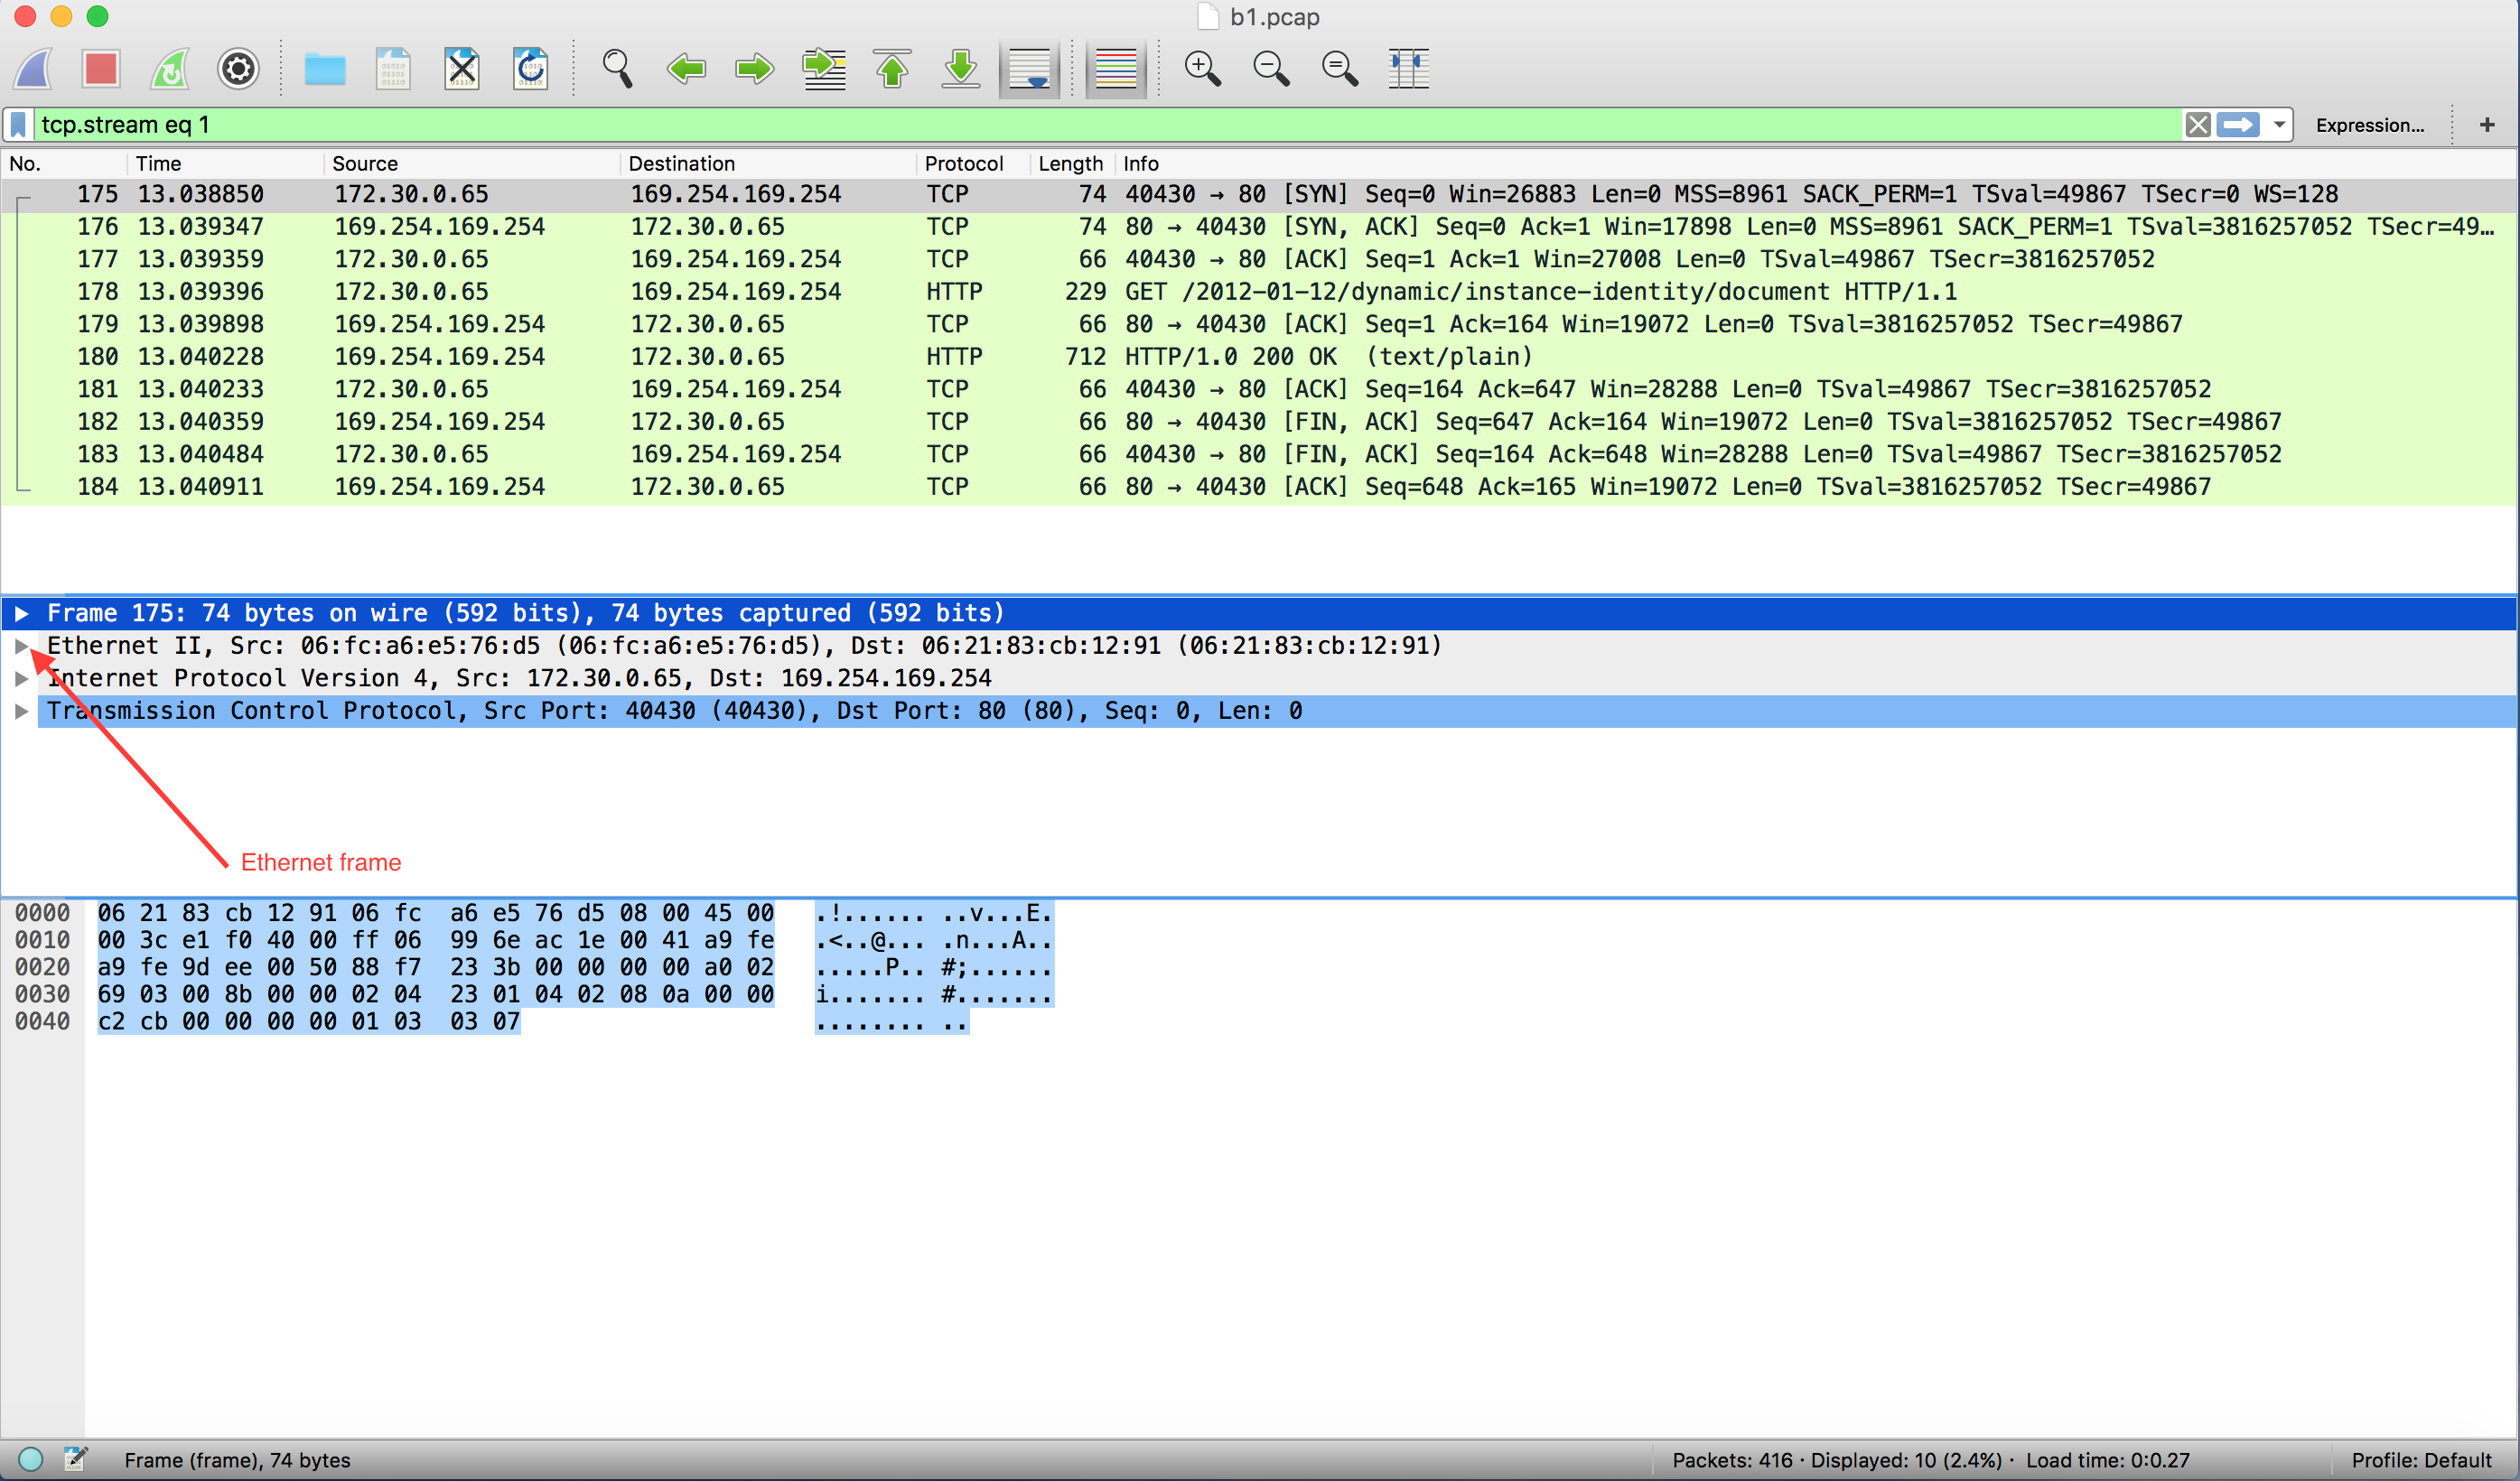 b1.pcap
tcp.stream eq 1
Expression...
+
No. Time Source Destination Protocol Length Info
175 13.038850 172.30.0.65 169.254.169.254 TCP 74 40430 → 80 [SYN] Seq=0 Win=26883 Len=0 MSS=8961 SACK_PERM=1 TSval=49867 TSecr=0 WS=128
176 13.039347 169.254.169.254 172.30.0.65 TCP 74 80 → 40430 [SYN, ACK] Seq=0 Ack=1 Win=17898 Len=0 MSS=8961 SACK_PERM=1 TSval=3816257052 TSecr=49…
177 13.039359 172.30.0.65 169.254.169.254 TCP 66 40430 → 80 [ACK] Seq=1 Ack=1 Win=27008 Len=0 TSval=49867 TSecr=3816257052
178 13.039396 172.30.0.65 169.254.169.254 HTTP 229 GET /2012-01-12/dynamic/instance-identity/document HTTP/1.1
179 13.039898 169.254.169.254 172.30.0.65 TCP 66 80 → 40430 [ACK] Seq=1 Ack=164 Win=19072 Len=0 TSval=3816257052 TSecr=49867
180 13.040228 169.254.169.254 172.30.0.65 HTTP 712 HTTP/1.0 200 OK (text/plain)
181 13.040233 172.30.0.65 169.254.169.254 TCP 66 40430 → 80 [ACK] Seq=164 Ack=647 Win=28288 Len=0 TSval=49867 TSecr=3816257052
182 13.040359 169.254.169.254 172.30.0.65 TCP 66 80 → 40430 [FIN, ACK] Seq=647 Ack=164 Win=19072 Len=0 TSval=3816257052 TSecr=49867
183 13.040484 172.30.0.65 169.254.169.254 TCP 66 40430 → 80 [FIN, ACK] Seq=164 Ack=648 Win=28288 Len=0 TSval=49867 TSecr=3816257052
184 13.040911 169.254.169.254 172.30.0.65 TCP 66 80 → 40430 [ACK] Seq=648 Ack=165 Win=19072 Len=0 TSval=3816257052 TSecr=49867
Frame 175: 74 bytes on wire (592 bits), 74 bytes captured (592 bits)
Ethernet II, Src: 06:fc:a6:e5:76:d5 (06:fc:a6:e5:76:d5), Dst: 06:21:83:cb:12:91 (06:21:83:cb:12:91)
Internet Protocol Version 4, Src: 172.30.0.65, Dst: 169.254.169.254
Transmission Control Protocol, Src Port: 40430 (40430), Dst Port: 80 (80), Seq: 0, Len: 0
Ethernet frame
0000 06 21 83 cb 12 91 06 fc a6 e5 76 d5 08 00 45 00 .!...... ..v...E.
0010 00 3c e1 f0 40 00 ff 06 99 6e ac 1e 00 41 a9 fe .<..@... .n...A..
0020 a9 fe 9d ee 00 50 88 f7 23 3b 00 00 00 00 a0 02 .....P.. #;......
0030 69 03 00 8b 00 00 02 04 23 01 04 02 08 0a 00 00 i....... #.......
0040 c2 cb 00 00 00 00 01 03 03 07 ........ ..
Frame (frame), 74 bytes
Packets: 416 · Displayed: 10 (2.4%) · Load time: 0:0.27
Profile: Default